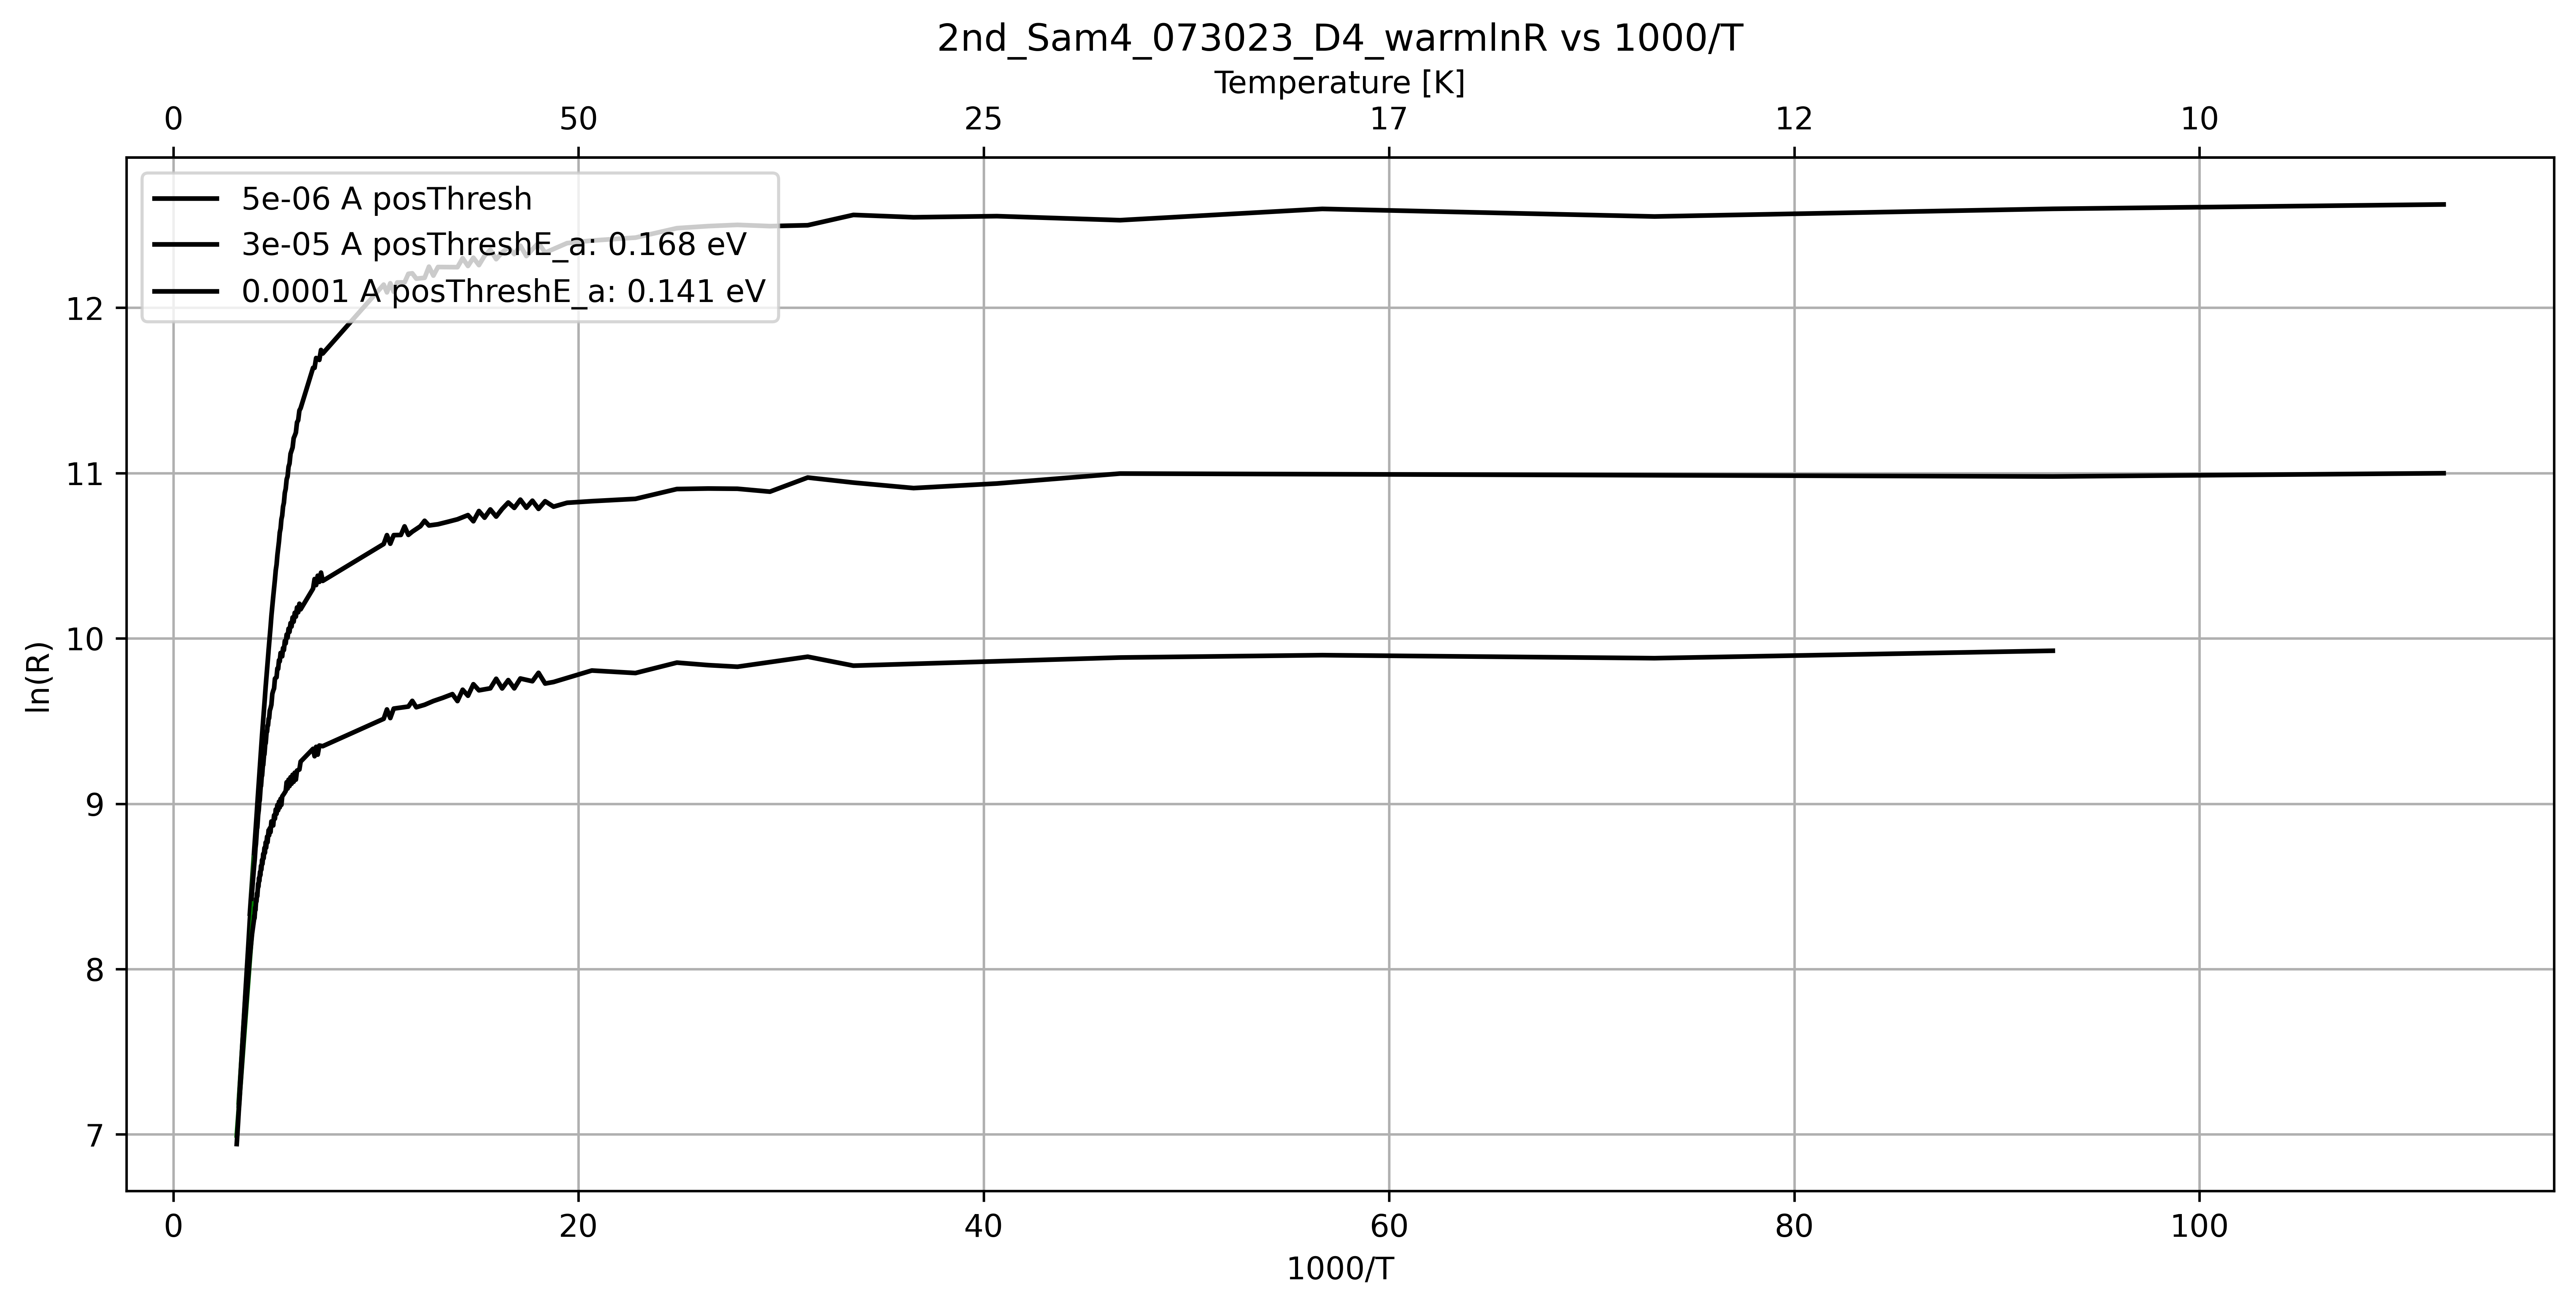 2nd_Sam4_073023_D4_warmlnR vs 1000/T
Temperature [K]
0 50 25 17 12 10
5e-06 A posThresh
3e-05 A posThreshE_a: 0.168 eV
0.0001 A posThreshE_a: 0.141 eV
12
11
10
9
8
7
ln(R)
0 20 40 60 80 100
1000/T